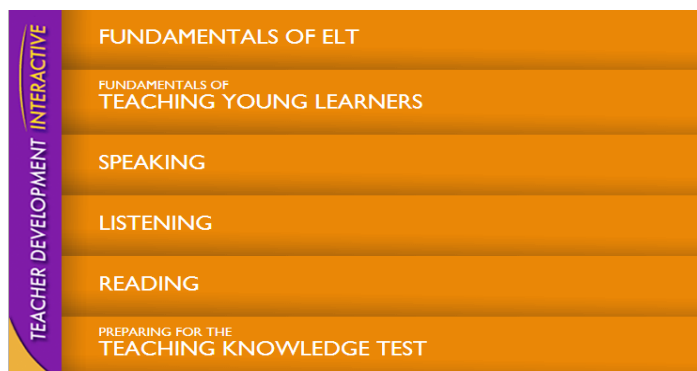 TEACHER DEVELOPMENT INTERACTIVE
FUNDAMENTALS OF ELT
FUNDAMENTALS OF
TEACHING YOUNG LEARNERS
SPEAKING
LISTENING
READING
PREPARING FOR THE
TEACHING KNOWLEDGE TEST